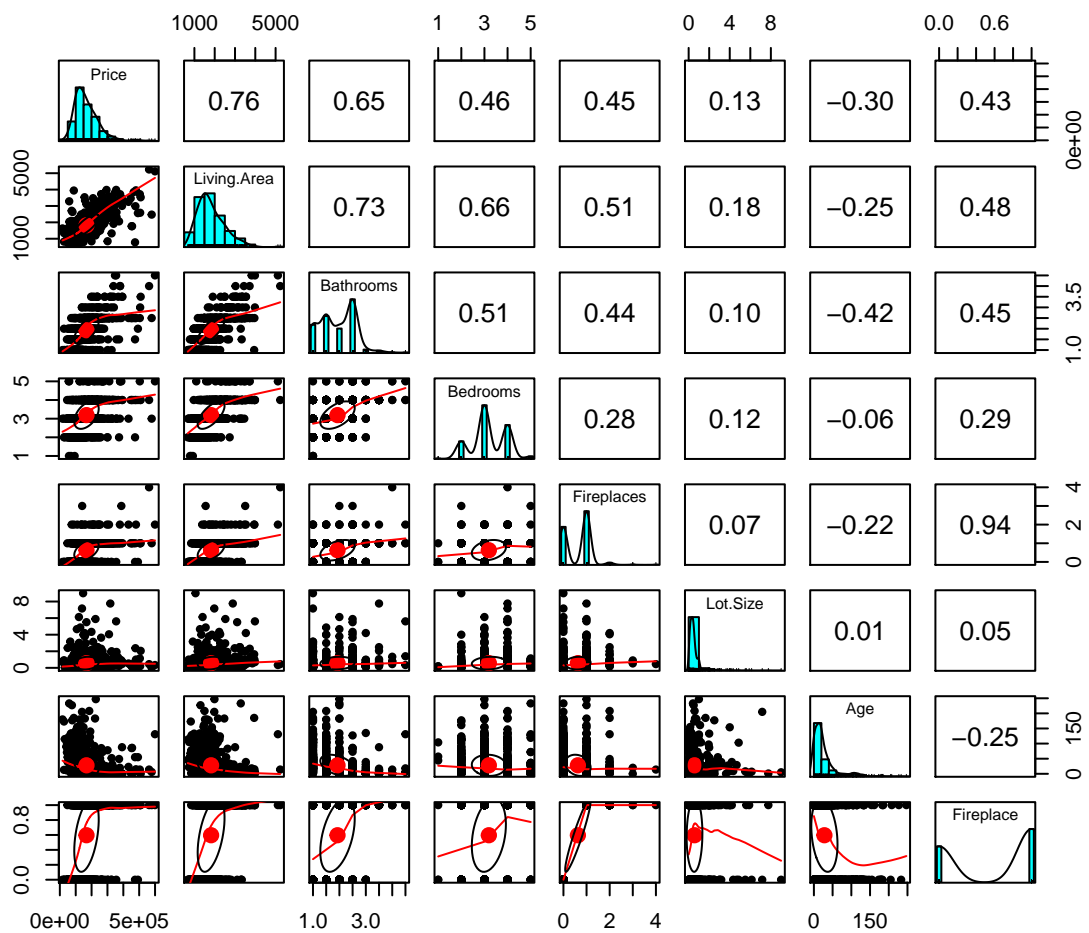 1000 5000
1 3 5
0 4 8
0.0 0.6
Price
0.76
0.65
0.46
0.45
0.13
−0.30
0.43
0e+00
1000 5000
Living.Area
0.73
0.66
0.51
0.18
−0.25
0.48
Bathrooms
0.51
0.44
0.10
−0.42
0.45
1.0 3.5
1 3 5
Bedrooms
0.28
0.12
−0.06
0.29
Fireplaces
0.07
−0.22
0.94
0 2 4
0 4 8
Lot.Size
0.01
0.05
Age
−0.25
0 150
0.0 0.8
Fireplace
0e+00 5e+05
1.0 3.0
0 2 4
0 150